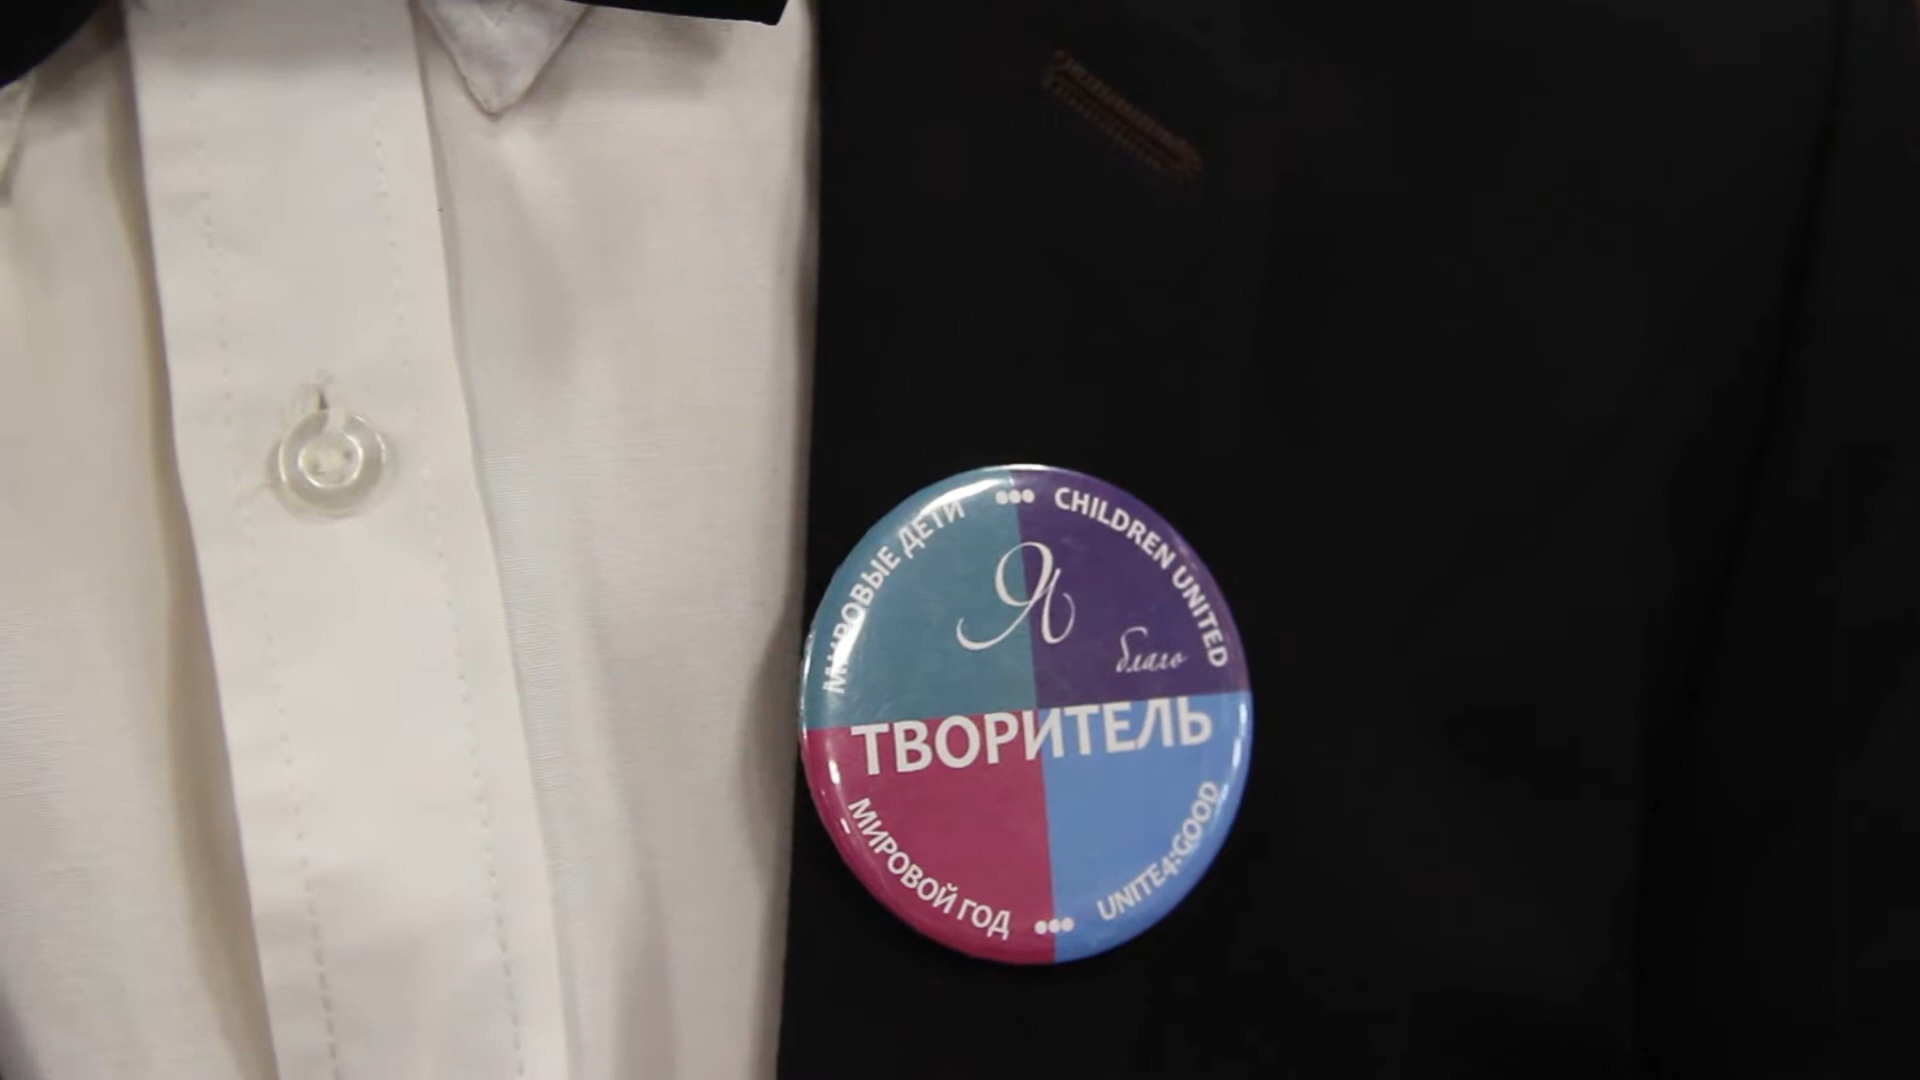 МИРОВЫЕ ДЕТИ ••• CHILDREN UNITED
Я
благо
ТВОРИТЕЛЬ
МИРОВОЙ ГОД ••• UNITE4:GOOD